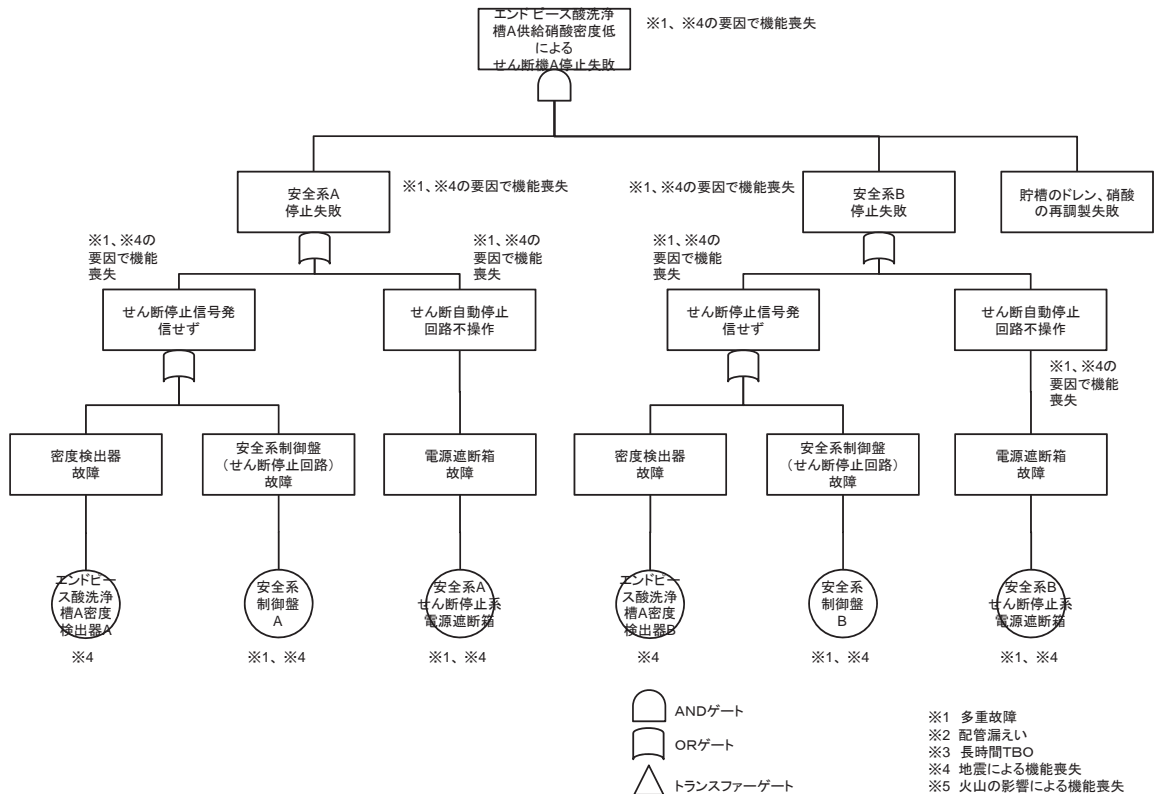 エンドピース酸洗浄
槽A供給硝酸密度低
による
せん断機A停止失敗
※1、※4の要因で機能喪失
安全系A
停止失敗
※1、※4の要因で機能喪失
※1、※4の要因で機能喪失
安全系B
停止失敗
貯槽のドレン、硝酸
の再調製失敗
※1、※4の
要因で機能
喪失
※1、※4の
要因で機能
喪失
※1、※4の
要因で機能
喪失
せん断停止信号発
信せず
せん断自動停止
回路不操作
せん断停止信号発
信せず
せん断自動停止
回路不操作
※1、※4の
要因で機能
喪失
密度検出器
故障
安全系制御盤
（せん断停止回路）
故障
電源遮断箱
故障
密度検出器
故障
安全系制御盤
（せん断停止回路）
故障
電源遮断箱
故障
エンドピー
ス酸洗浄
槽A密度
検出器A
安全系
制御盤
A
安全系A
せん断停止系
電源遮断箱
エンドピー
ス酸洗浄
槽A密度
検出器B
安全系
制御盤
B
安全系B
せん断停止系
電源遮断箱
※4
※1、※4
※1、※4
※4
※1、※4
※1、※4
ANDゲート
ORゲート
トランスファーゲート
※1 多重故障
※2 配管漏えい
※3 長時間TBO
※4 地震による機能喪失
※5 火山の影響による機能喪失